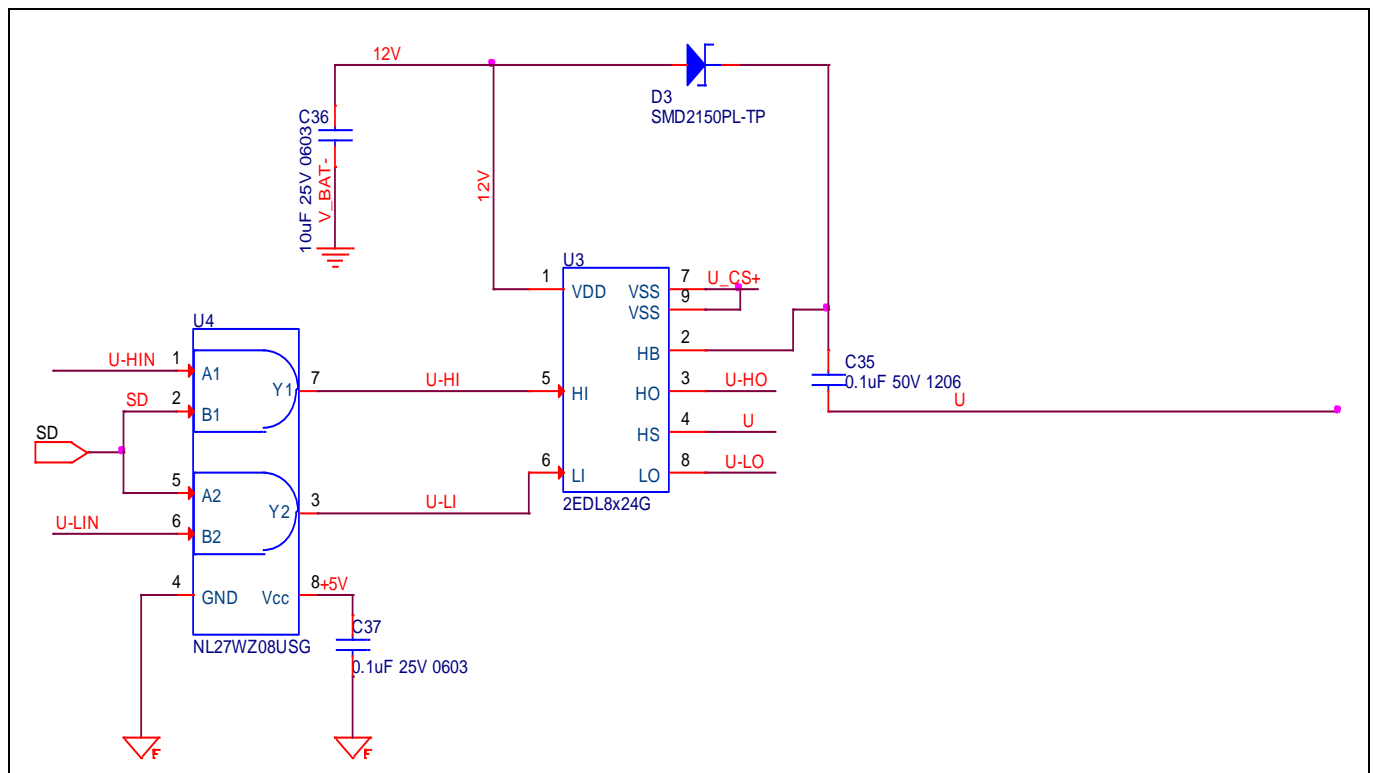 12V
D3
SMD2150PL-TP
C36
10uF 25V 0603
V_BAT-
12V
U3
1
VDD
VSS
7
U_CS+
VSS
9
HB
2
C35
0.1uF 50V 1206
U
U4
U-HIN
1
A1
Y1
7
U-HI
5
HI
HO
3
U-HO
SD
2
B1
HS
4
U
SD
5
A2
Y2
3
U-LI
6
LI
LO
8
U-LO
2EDL8x24G
U-LIN
6
B2
4
GND
Vcc
8
+5V
C37
0.1uF 25V 0603
NL27WZ08USG
F
F